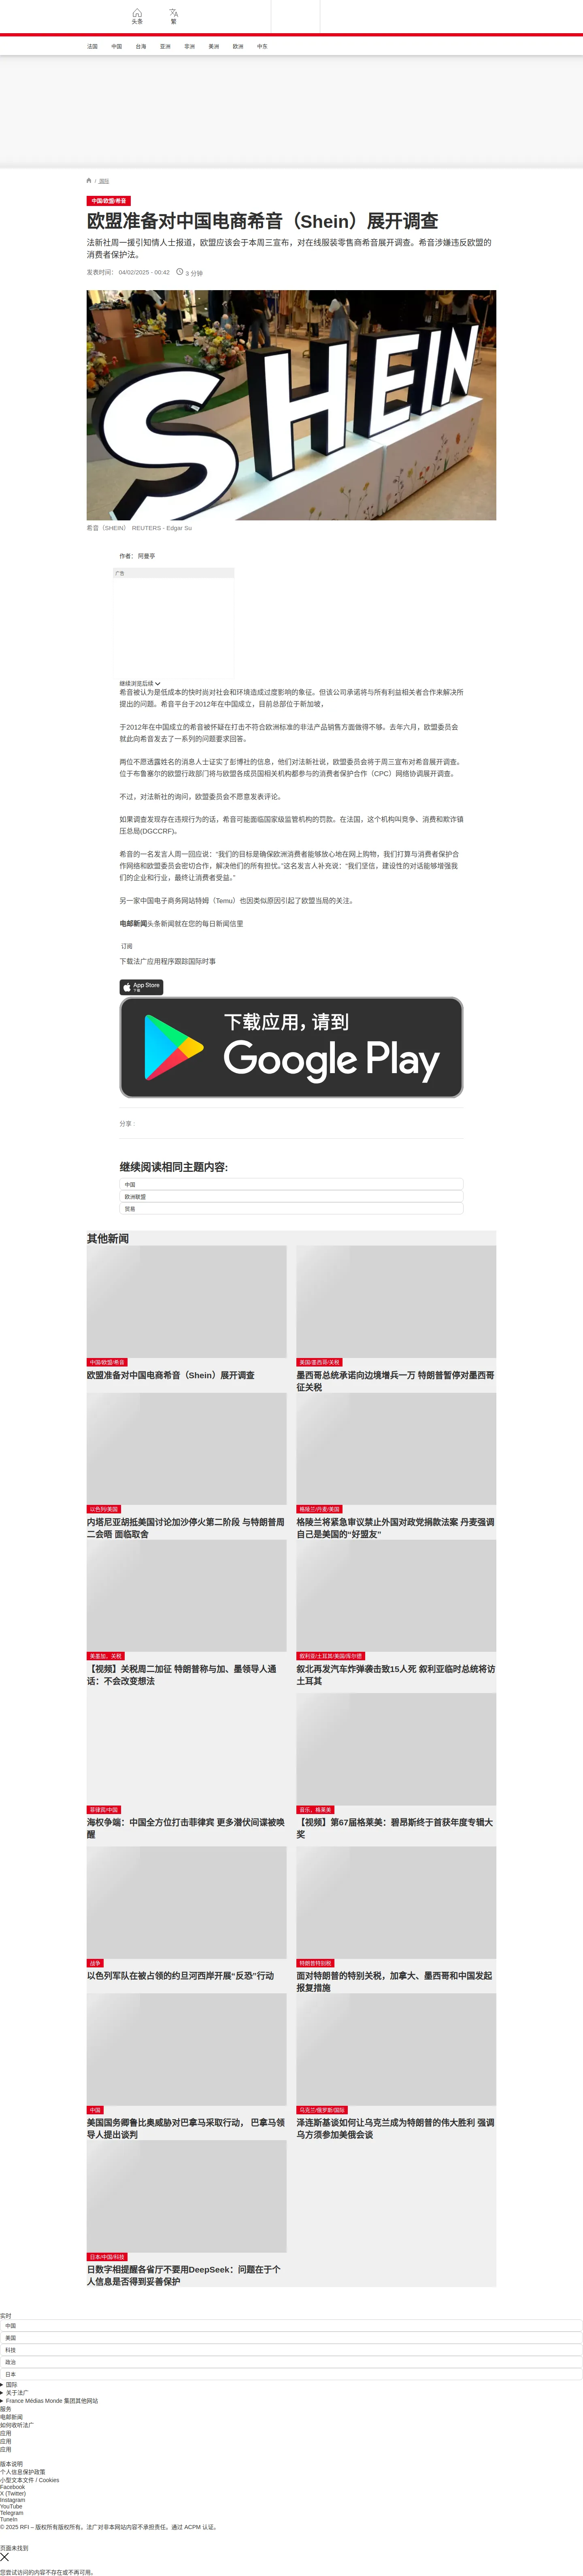 头条
繁
法国
中国
台海
亚洲
非洲
美洲
欧洲
中东
/ 国际
中国/欧盟/希音
欧盟准备对中国电商希音（Shein）展开调查
法新社周一援引知情人士报道，欧盟应该会于本周三宣布，对在线服装零售商希音展开调查。希音涉嫌违反欧盟的
消费者保护法。
发表时间： 04/02/2025 - 00:42
3 分钟
SHEIN
希音（SHEIN） REUTERS - Edgar Su
作者： 阿曼亭
广告
继续浏览后续
希音被认为是低成本的快时尚对社会和环境造成过度影响的象征。但该公司承诺将与所有利益相关者合作来解决所
提出的问题。希音平台于2012年在中国成立，目前总部位于新加坡，
于2012年在中国成立的希音被怀疑在打击不符合欧洲标准的非法产品销售方面做得不够。去年六月，欧盟委员会
就此向希音发去了一系列的问题要求回答。
两位不愿透露姓名的消息人士证实了彭博社的信息，他们对法新社说，欧盟委员会将于周三宣布对希音展开调查。
位于布鲁塞尔的欧盟行政部门将与欧盟各成员国相关机构都参与的消费者保护合作（CPC）网络协调展开调查。
不过，对法新社的询问，欧盟委员会不愿意发表评论。
如果调查发现存在违规行为的话，希音可能面临国家级监管机构的罚款。在法国，这个机构叫竞争、消费和欺诈镇
压总局(DGCCRF)。
希音的一名发言人周一回应说：“我们的目标是确保欧洲消费者能够放心地在网上购物，我们打算与消费者保护合
作网络和欧盟委员会密切合作，解决他们的所有担忧。”这名发言人补充说：“我们坚信，建设性的对话能够增强我
们的企业和行业，最终让消费者受益。”
另一家中国电子商务网站特姆（Temu）也因类似原因引起了欧盟当局的关注。
电邮新闻头条新闻就在您的每日新闻信里
订阅
下载法广应用程序跟踪国际时事
App Store
下载
下载应用，请到
Google Play
分享 :
继续阅读相同主题内容:
中国
欧洲联盟
贸易
其他新闻
中国/欧盟/希音
欧盟准备对中国电商希音（Shein）展开调查
美国/墨西哥/关税
墨西哥总统承诺向边境增兵一万 特朗普暂停对墨西哥
征关税
以色列/美国
内塔尼亚胡抵美国讨论加沙停火第二阶段 与特朗普周
二会晤 面临取舍
格陵兰/丹麦/美国
格陵兰将紧急审议禁止外国对政党捐款法案 丹麦强调
自己是美国的“好盟友”
美墨加、关税
【视频】关税周二加征 特朗普称与加、墨领导人通
话：不会改变想法
叙利亚/土耳其/美国/库尔德
叙北再发汽车炸弹袭击致15人死 叙利亚临时总统将访
土耳其
菲律宾/中国
海权争端：中国全方位打击菲律宾 更多潜伏间谍被唤
醒
音乐、格莱美
【视频】第67届格莱美：碧昂斯终于首获年度专辑大
奖
战争
以色列军队在被占领的约旦河西岸开展“反恐”行动
特朗普特别税
面对特朗普的特别关税，加拿大、墨西哥和中国发起
报复措施
中国
美国国务卿鲁比奥威胁对巴拿马采取行动， 巴拿马领
导人提出谈判
乌克兰/俄罗斯/国际
泽连斯基谈如何让乌克兰成为特朗普的伟大胜利 强调
乌方须参加美俄会谈
日本/中国/科技
日数字相提醒各省厅不要用DeepSeek：问题在于个
人信息是否得到妥善保护
实时
中国
美国
科技
政治
日本
国际
关于法广
France Médias Monde 集团其他网站
服务
电邮新闻
如何收听法广
应用
应用
应用
版本说明
个人信息保护政策
小型文本文件 / Cookies
Facebook
X (Twitter)
Instagram
YouTube
Telegram
TuneIn
© 2025 RFI – 版权所有版权所有。法广对非本网站内容不承担责任。通过 ACPM 认证。
页面未找到
您尝试访问的内容不存在或不再可用。